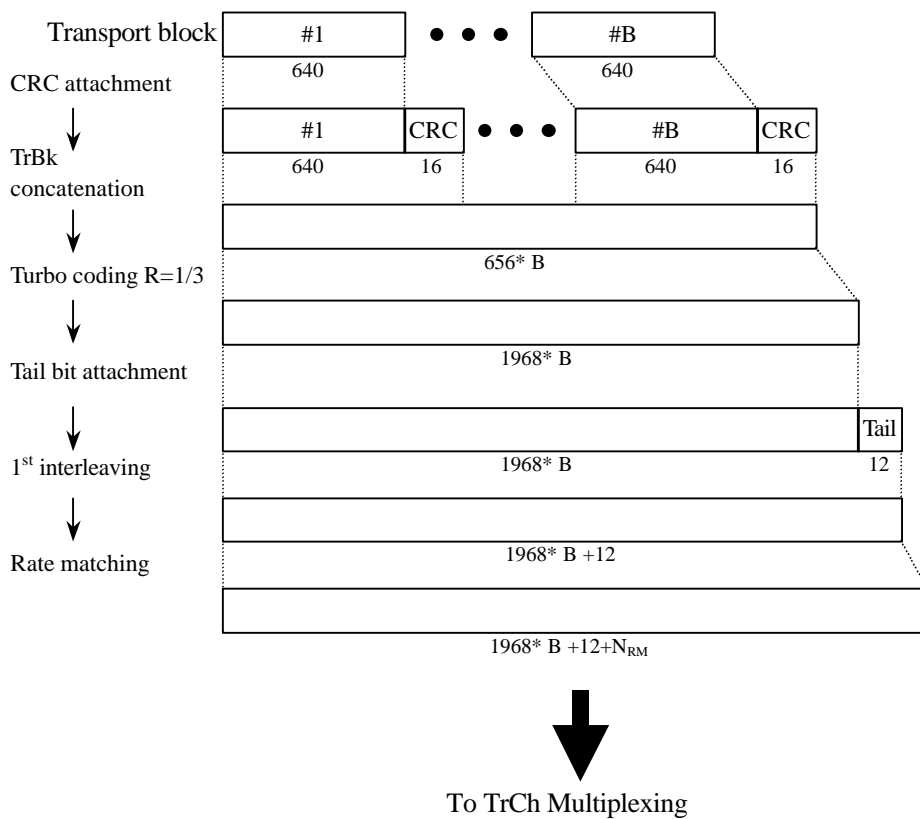 Transport block #1 #B
640 640
CRC attachment
#1 CRC #B CRC
640 16 640 16
TrBk
concatenation
656* B
Turbo coding R=1/3
1968* B
Tail bit attachment
Tail
1968* B 12
1st interleaving
1968* B +12
Rate matching
1968* B +12+NRM
To TrCh Multiplexing